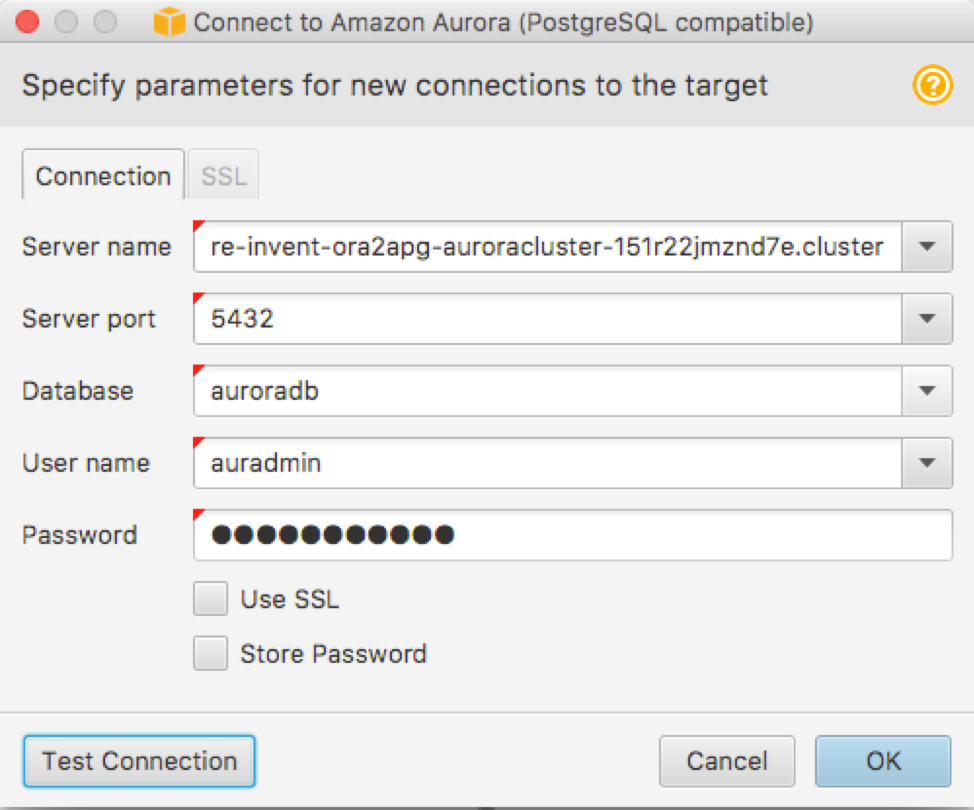 Connect to Amazon Aurora (PostgreSQL compatible)
Specify parameters for new connections to the target
?
Connection SSL
Server name re-invent-ora2apg-auroracluster-151r22jmznd7e.cluster
Server port 5432
Database auroradb
User name auradmin
Password ●●●●●●●●●●●
Use SSL
Store Password
Test Connection Cancel OK